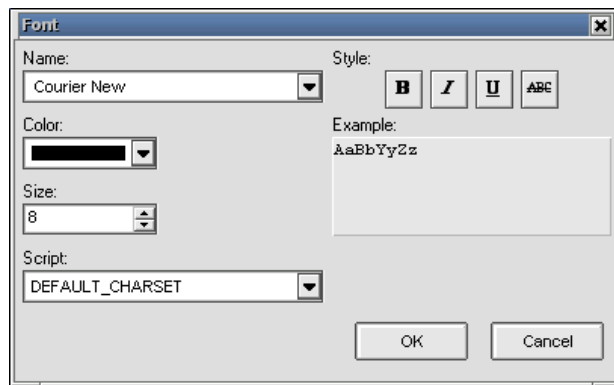 Font
Name:
Courier New
Style:
B I U ABC
Color:
Example:
AaBbYyZz
Size:
8
Script:
DEFAULT_CHARSET
OK Cancel